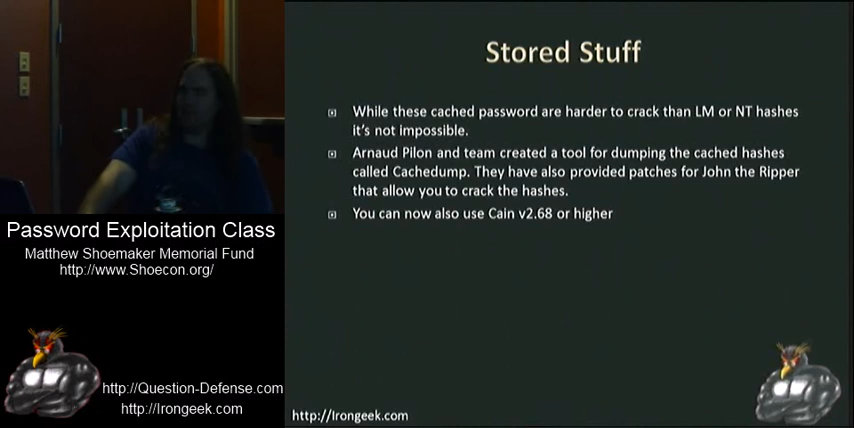 Stored Stuff
While these cached password are harder to crack than LM or NT hashes
it's not impossible.
Arnaud Pilon and team created a tool for dumping the cached hashes
called Cachedump. They have also provided patches for John the Ripper
that allow you to crack the hashes.
You can now also use Cain v2.68 or higher
http://Irongeek.com
Password Exploitation Class
Matthew Shoemaker Memorial Fund
http://www.Shoecon.org/
http://Question-Defense.com
http://Irongeek.com